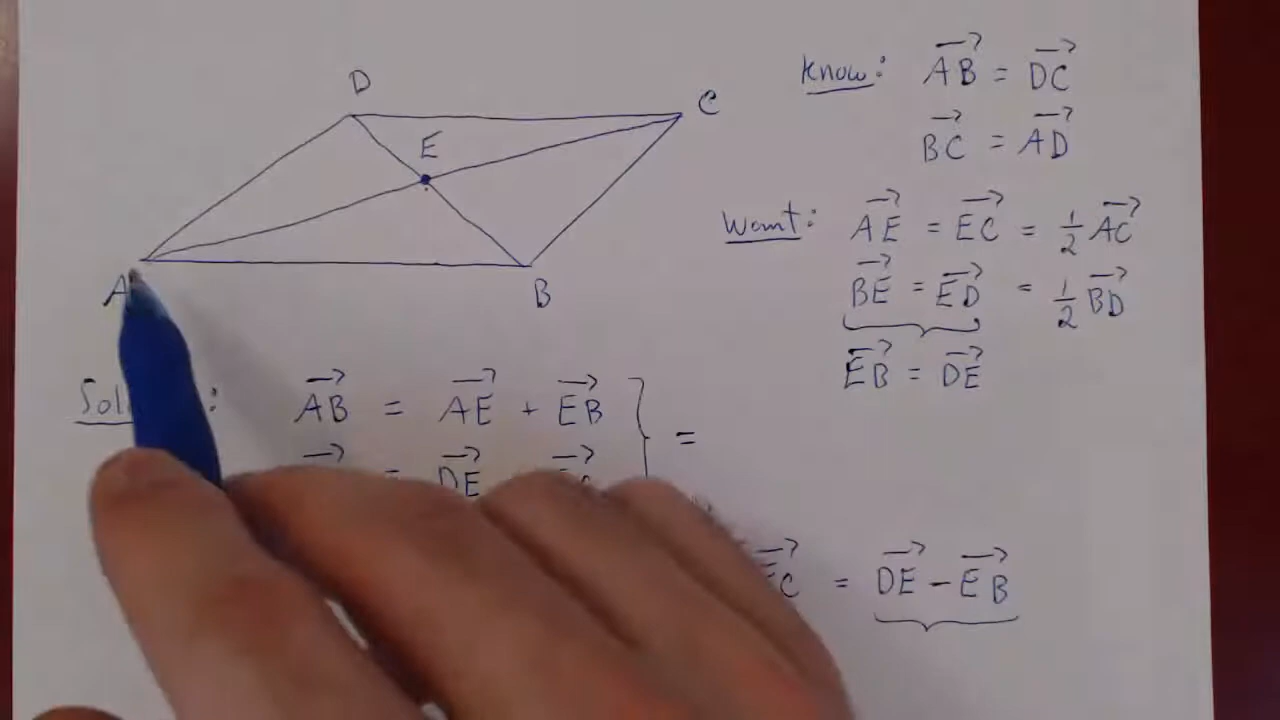 D
C
E
A
B
Know: →AB = →DC
→BC = →AD
Want: →AE = →EC = 1/2 →AC
→BE = →ED = 1/2 →BD
→EB = →DE
: →AB = →AE + →EB } =
→ = →DE
→EC = →DE - →EB